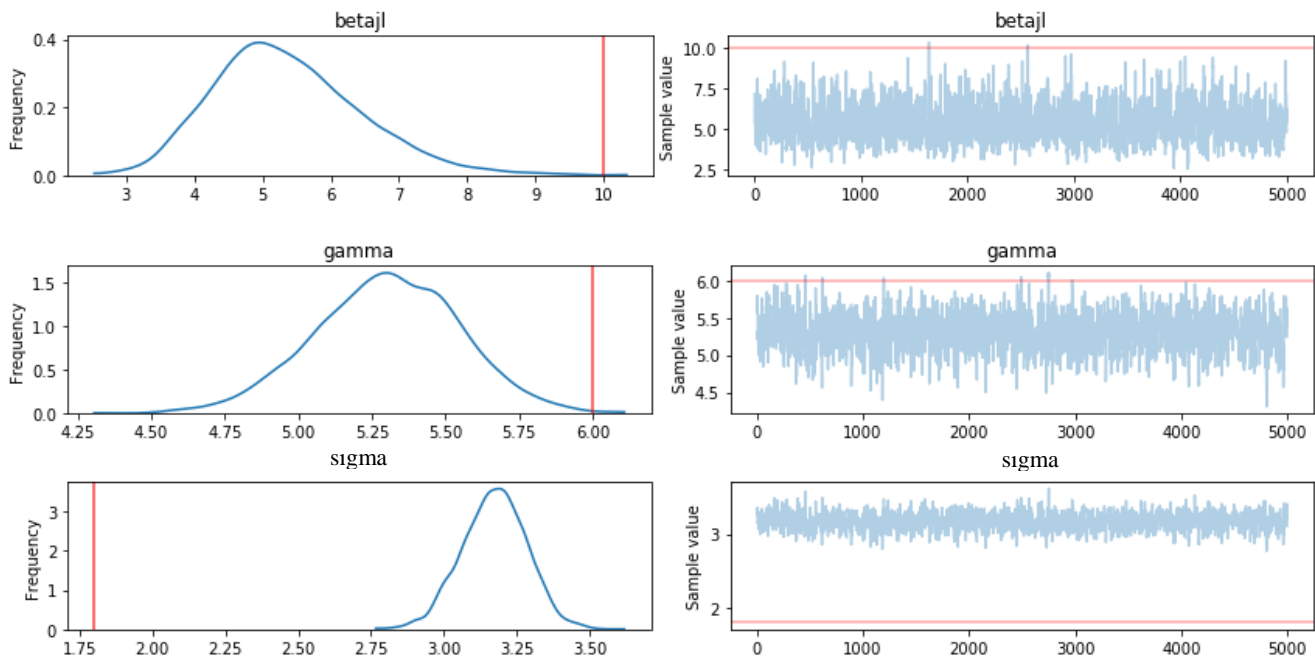 betajl
betajl
0.4
0.2
0.0
Frequency
3 4 5 6 7 8 9 10
10.0
7.5
5.0
2.5
Sample value
0 1000 2000 3000 4000 5000
gamma
gamma
1.5
1.0
0.5
0.0
Frequency
4.25 4.50 4.75 5.00 5.25 5.50 5.75 6.00
6.0
5.5
5.0
4.5
Sample value
0 1000 2000 3000 4000 5000
sigma
sigma
3
2
1
0
Frequency
1.75 2.00 2.25 2.50 2.75 3.00 3.25 3.50
3
2
Sample value
0 1000 2000 3000 4000 5000